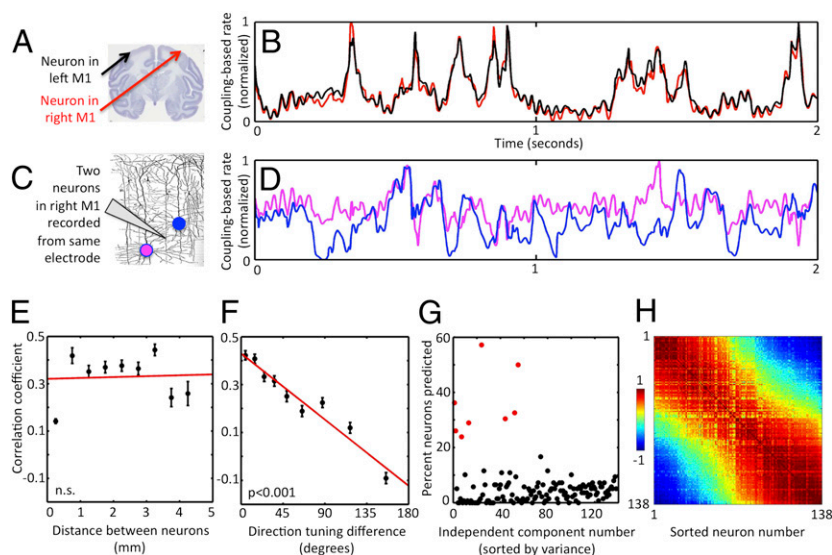 A
Neuron in
left M1
Neuron in
right M1
B
Coupling-based rate
(normalized)
1
0
0
1
2
Time (seconds)
C
Two
neurons
in right M1
recorded
from same
electrode
D
Coupling-based rate
(normalized)
1
0
0
1
2
E
Correlation coefficient
0.5
0.3
0.1
-0.1
n.s.
0 1 2 3 4 5
Distance between neurons
(mm)
F
0.5
0.3
0.1
-0.1
p<0.001
0 45 90 135 180
Direction tuning difference
(degrees)
G
Percent neurons predicted
60
40
20
0
0 40 80 120
Independent component number
(sorted by variance)
H
1
1
-1
138
1 138
Sorted neuron number